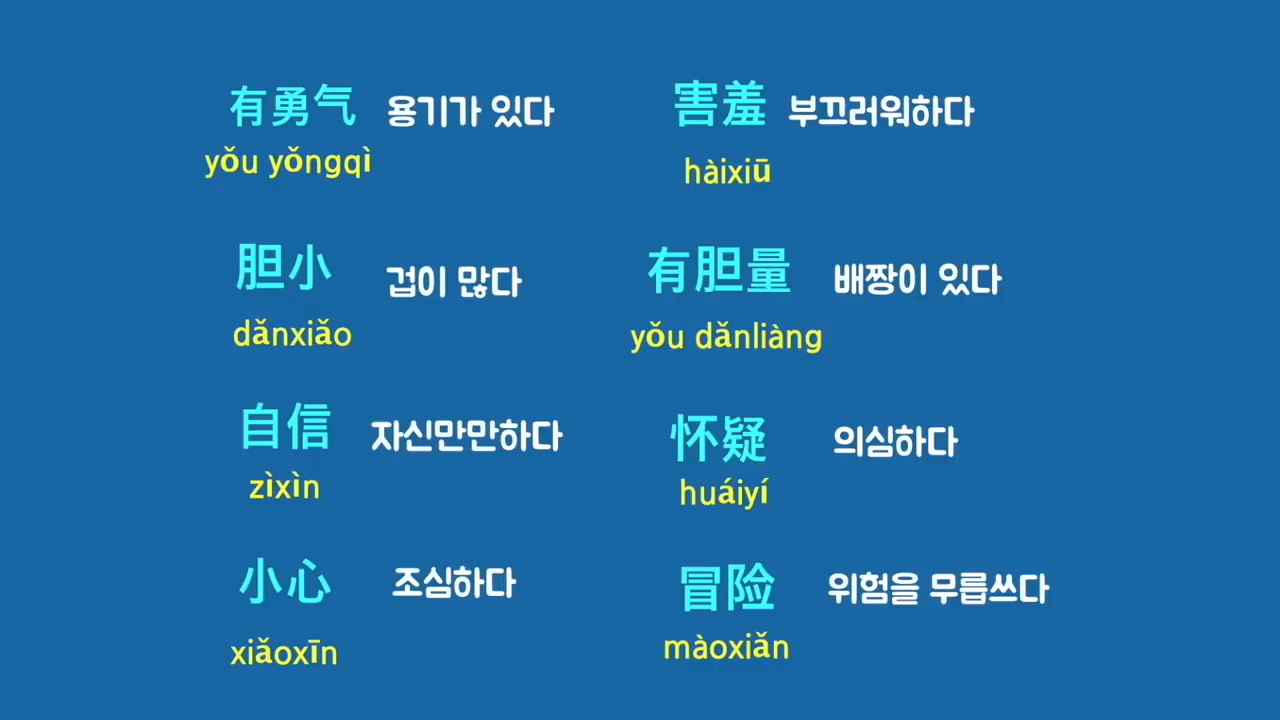 有勇气 용기가 있다
yǒu yǒngqì
害羞 부끄러워하다
hàixiū
胆小 겁이 많다
dǎnxiǎo
有胆量 배짱이 있다
yǒu dǎnliàng
自信 자신만만하다
zìxìn
怀疑 의심하다
huáiyí
小心 조심하다
xiǎoxīn
冒险 위험을 무릅쓰다
màoxiǎn